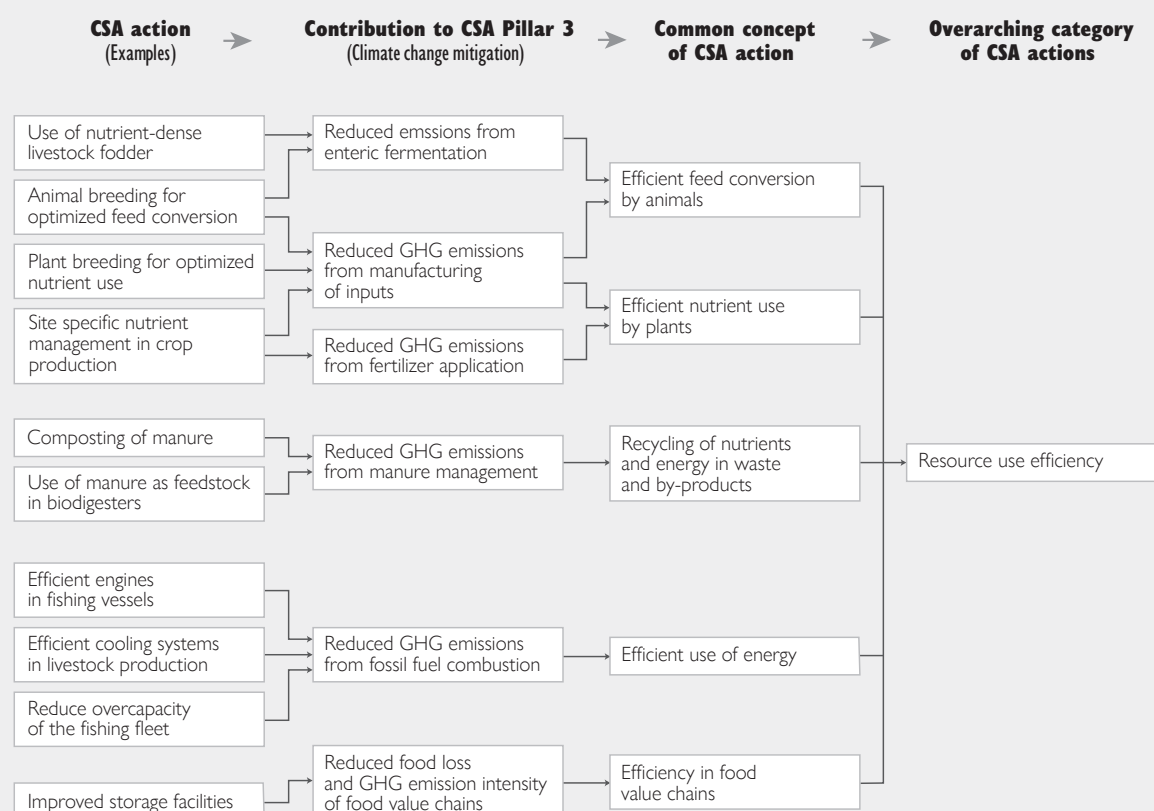 CSA action
(Examples)
Contribution to CSA Pillar 3
(Climate change mitigation)
Common concept
of CSA action
Overarching category
of CSA actions
Use of nutrient-dense
livestock fodder
Animal breeding for
optimized feed conversion
Plant breeding for optimized
nutrient use
Site specific nutrient
management in crop
production
Composting of manure
Use of manure as feedstock
in biodigesters
Efficient engines
in fishing vessels
Efficient cooling systems
in livestock production
Reduce overcapacity
of the fishing fleet
Improved storage facilities
Reduced emssions from
enteric fermentation
Reduced GHG emissions
from manufacturing
of inputs
Reduced GHG emissions
from fertilizer application
Reduced GHG emissions
from manure management
Reduced GHG emissions
from fossil fuel combustion
Reduced food loss
and GHG emission intensity
of food value chains
Efficient feed conversion
by animals
Efficient nutrient use
by plants
Recycling of nutrients
and energy in waste
and by-products
Efficient use of energy
Efficiency in food
value chains
Resource use efficiency